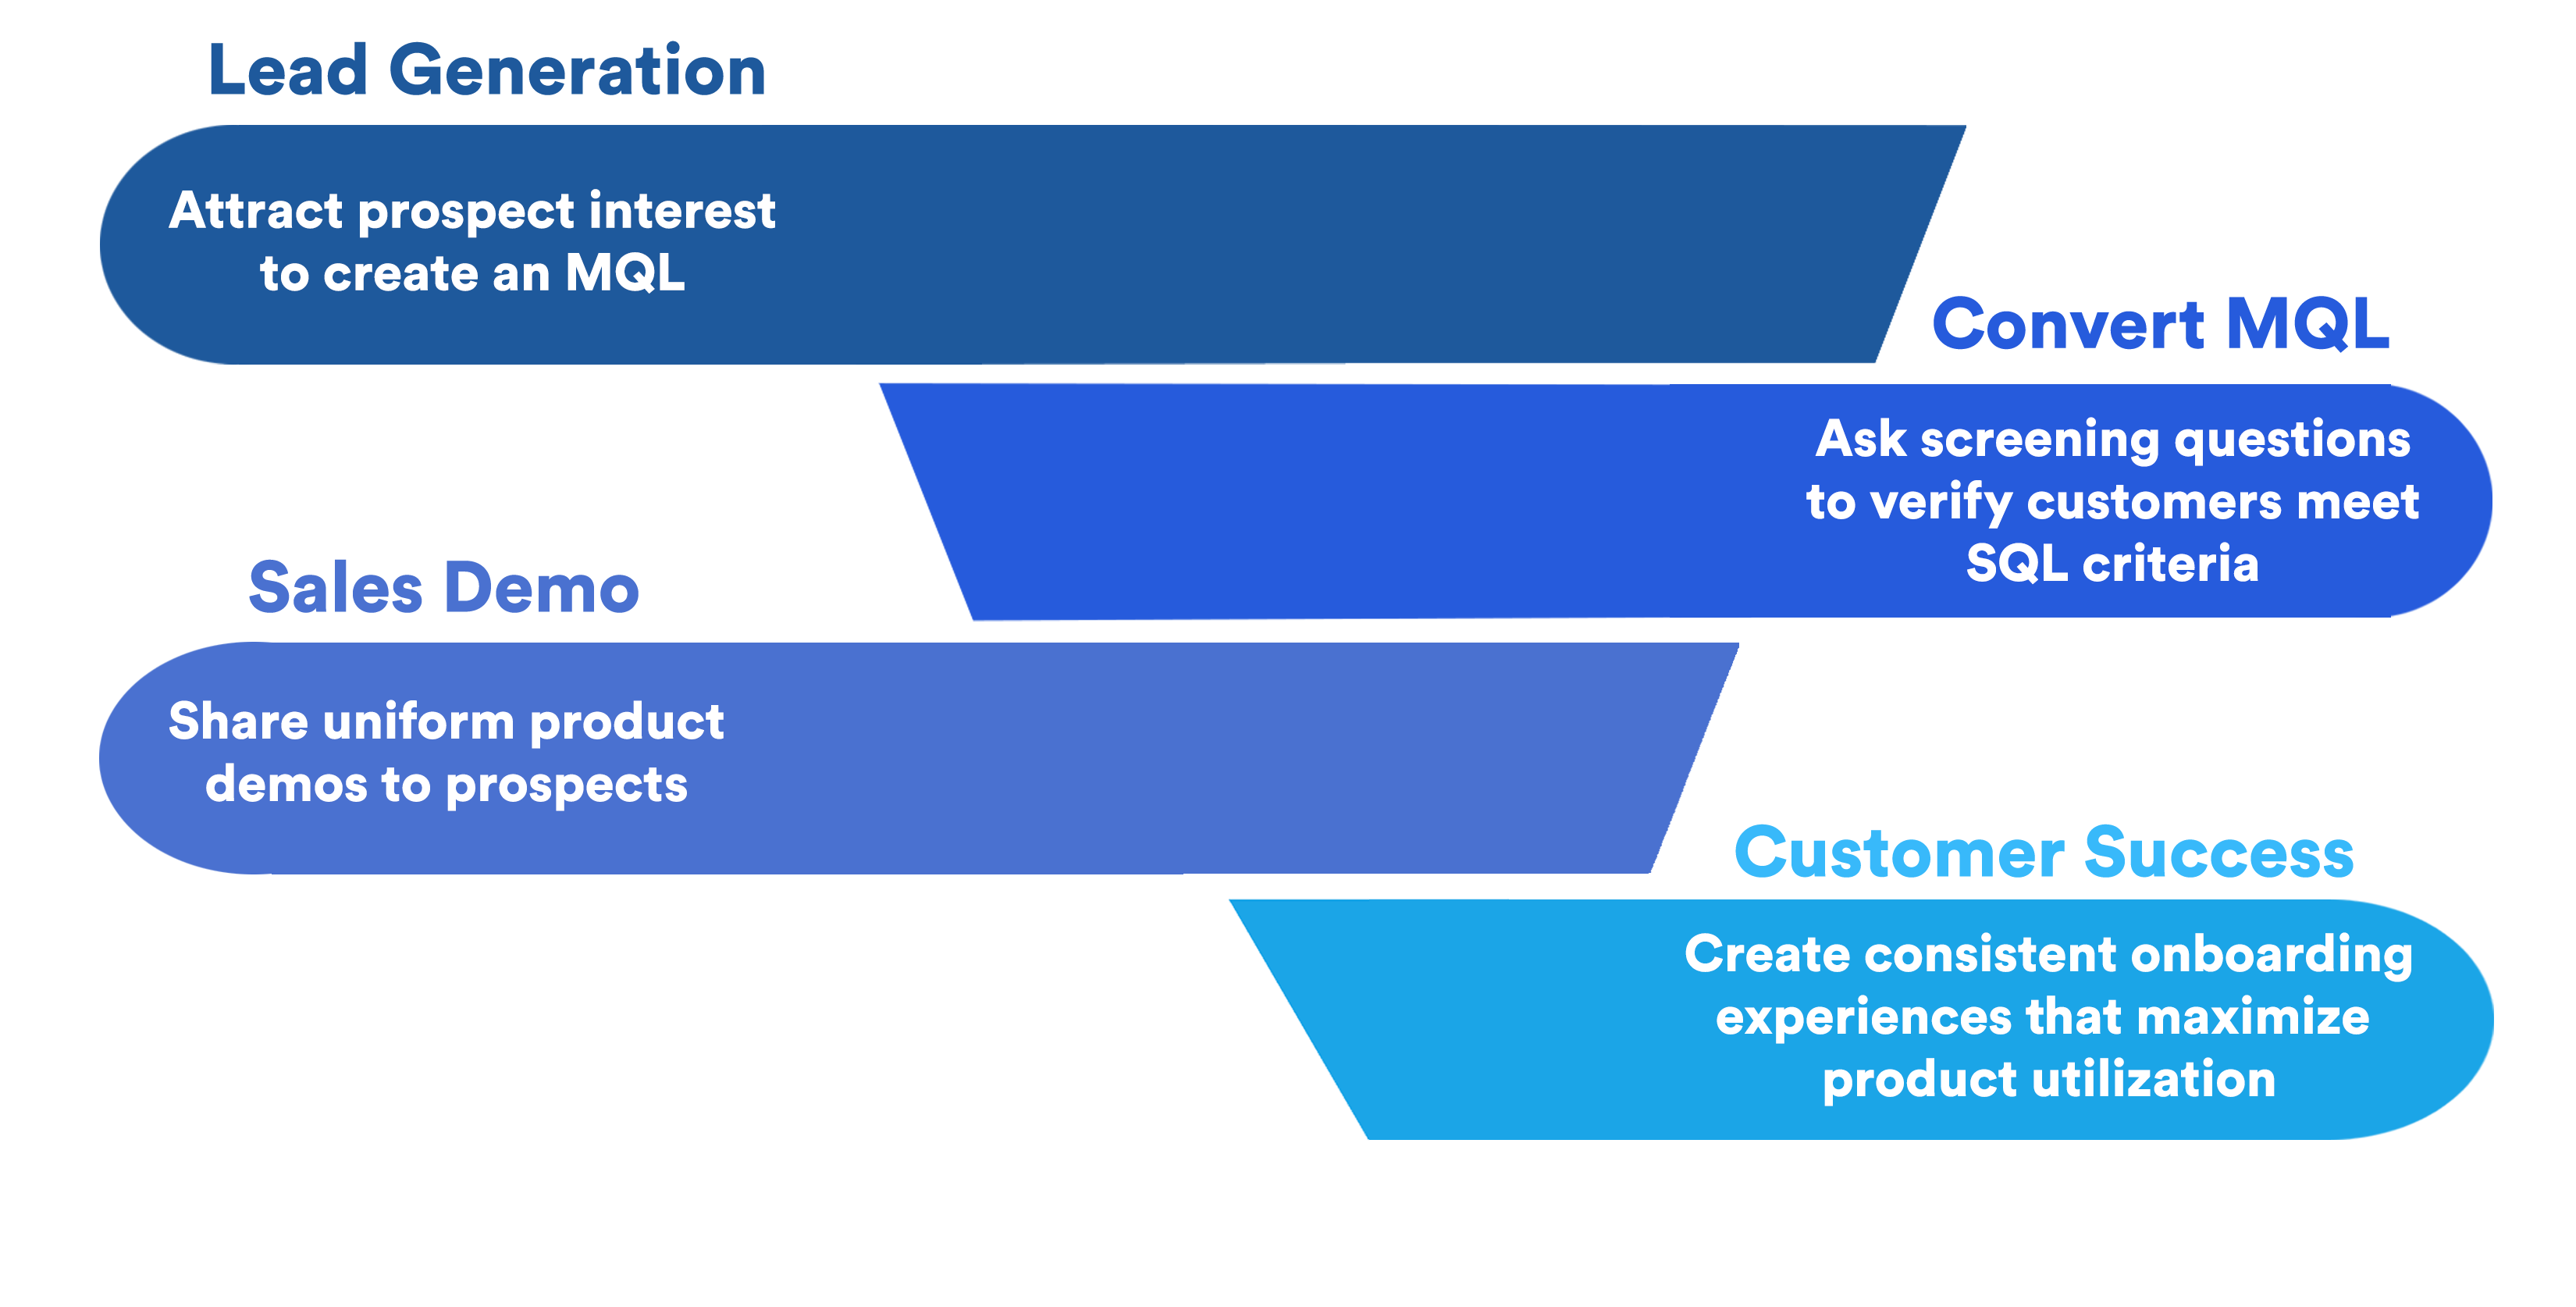 Lead Generation
Attract prospect interest
to create an MQL
Convert MQL
Ask screening questions
to verify customers meet
SQL criteria
Sales Demo
Share uniform product
demos to prospects
Customer Success
Create consistent onboarding
experiences that maximize
product utilization